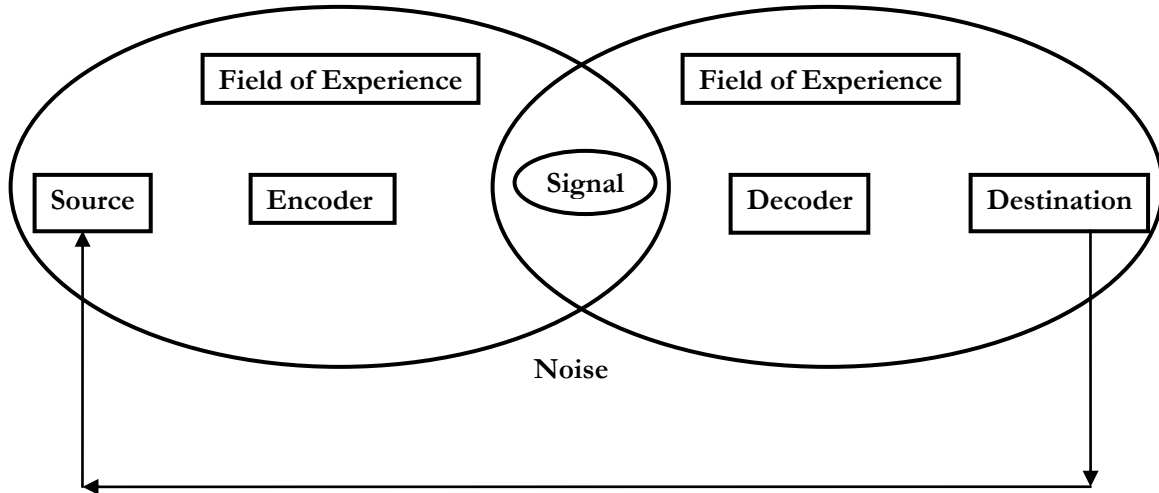 Field of Experience
Field of Experience
Source
Encoder
Signal
Decoder
Destination
Noise